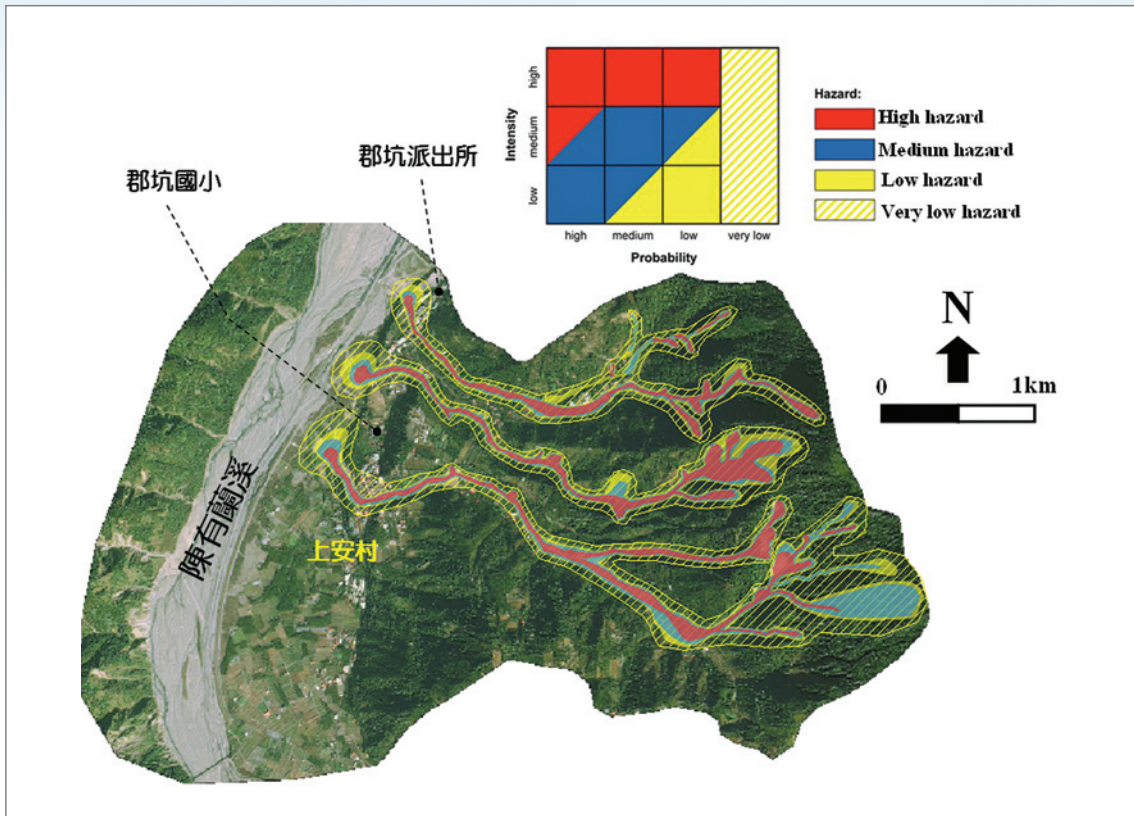 high
medium
low
Intensity
high
medium
low
very low
Probability
Hazard:
High hazard
Medium hazard
Low hazard
Very low hazard
郡坑派出所
郡坑國小
N
0
1km
陳有蘭溪
上安村